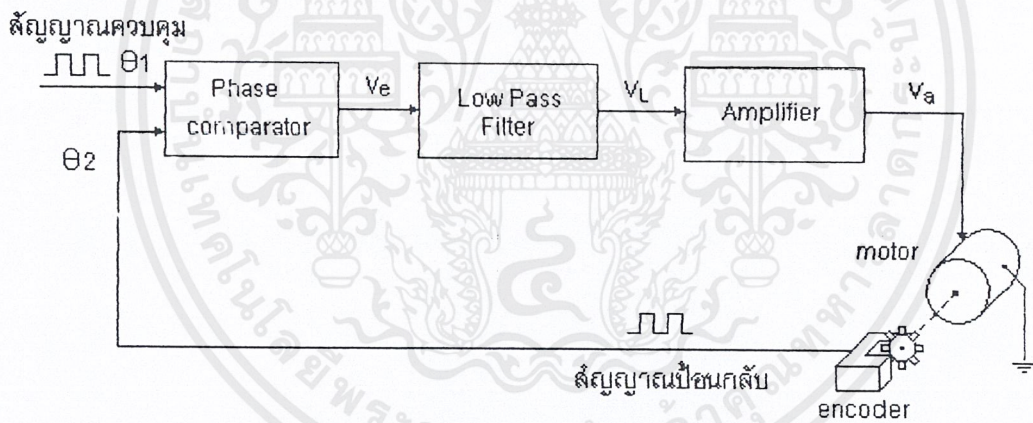 สัญญาณควบคุม
θ1
Phase
comparator
Ve
Low Pass
Filter
VL
Amplifier
Va
θ2
motor
สัญญาณป้อนกลับ
encoder